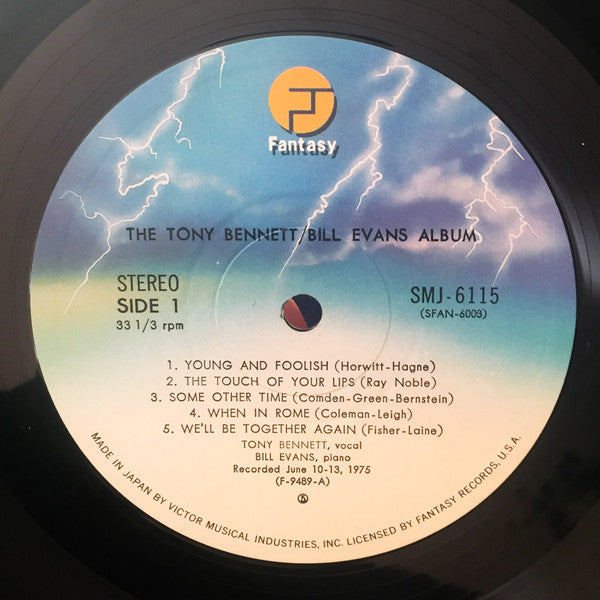 Fantasy
THE TONY BENNETT/BILL EVANS ALBUM
STEREO
SIDE 1
33 1/3 rpm
SMJ-6115
(SFAN-6003)
1. YOUNG AND FOOLISH (Horwitt-Hagne)
2. THE TOUCH OF YOUR LIPS (Ray Noble)
3. SOME OTHER TIME (Comden-Green-Bernstein)
4. WHEN IN ROME (Coleman-Leigh)
5. WE'LL BE TOGETHER AGAIN (Fisher-Laine)
TONY BENNETT, vocal
BILL EVANS, piano
Recorded June 10-13, 1975
(F-9489-A)
MADE IN JAPAN BY VICTOR MUSICAL INDUSTRIES, INC. LICENSED BY FANTASY RECORDS, U.S.A.